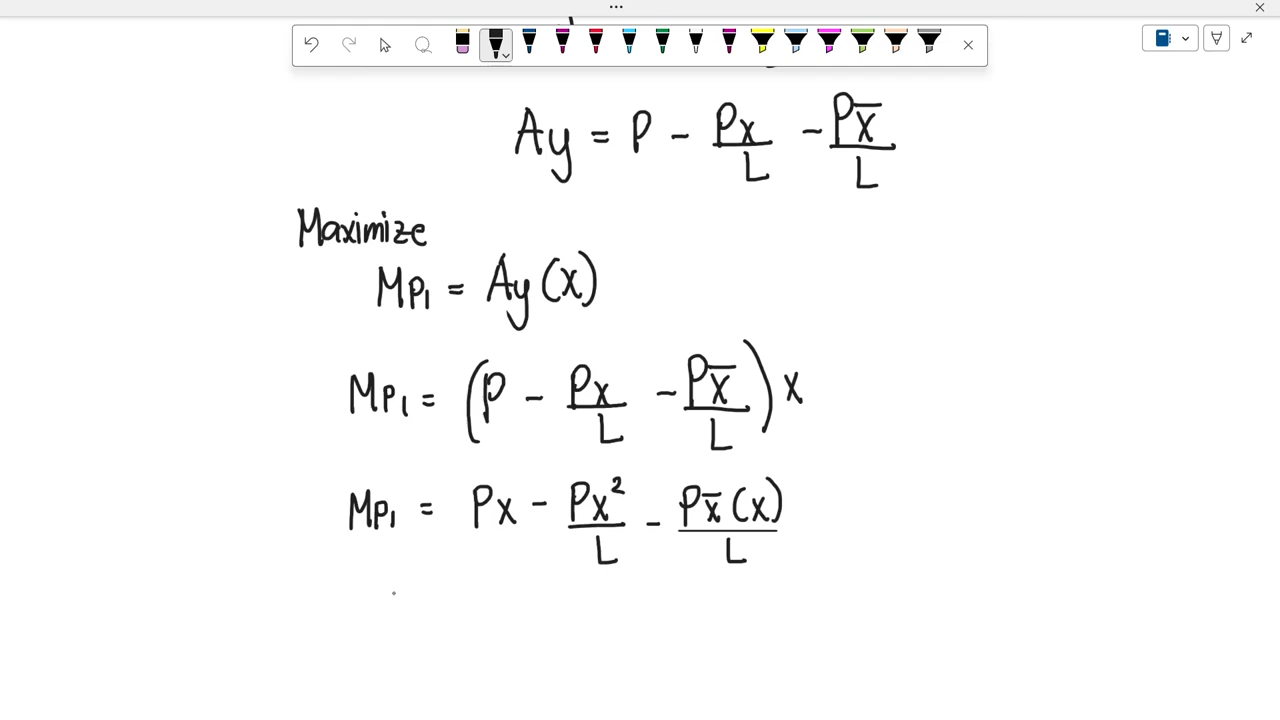 Ay = P - Px/L - Px̄/L
Maximize
Mp₁ = Ay(x)
Mp₁ = (P - Px/L - Px̄/L) x
Mp₁ = Px - Px²/L - Px̄(x)/L